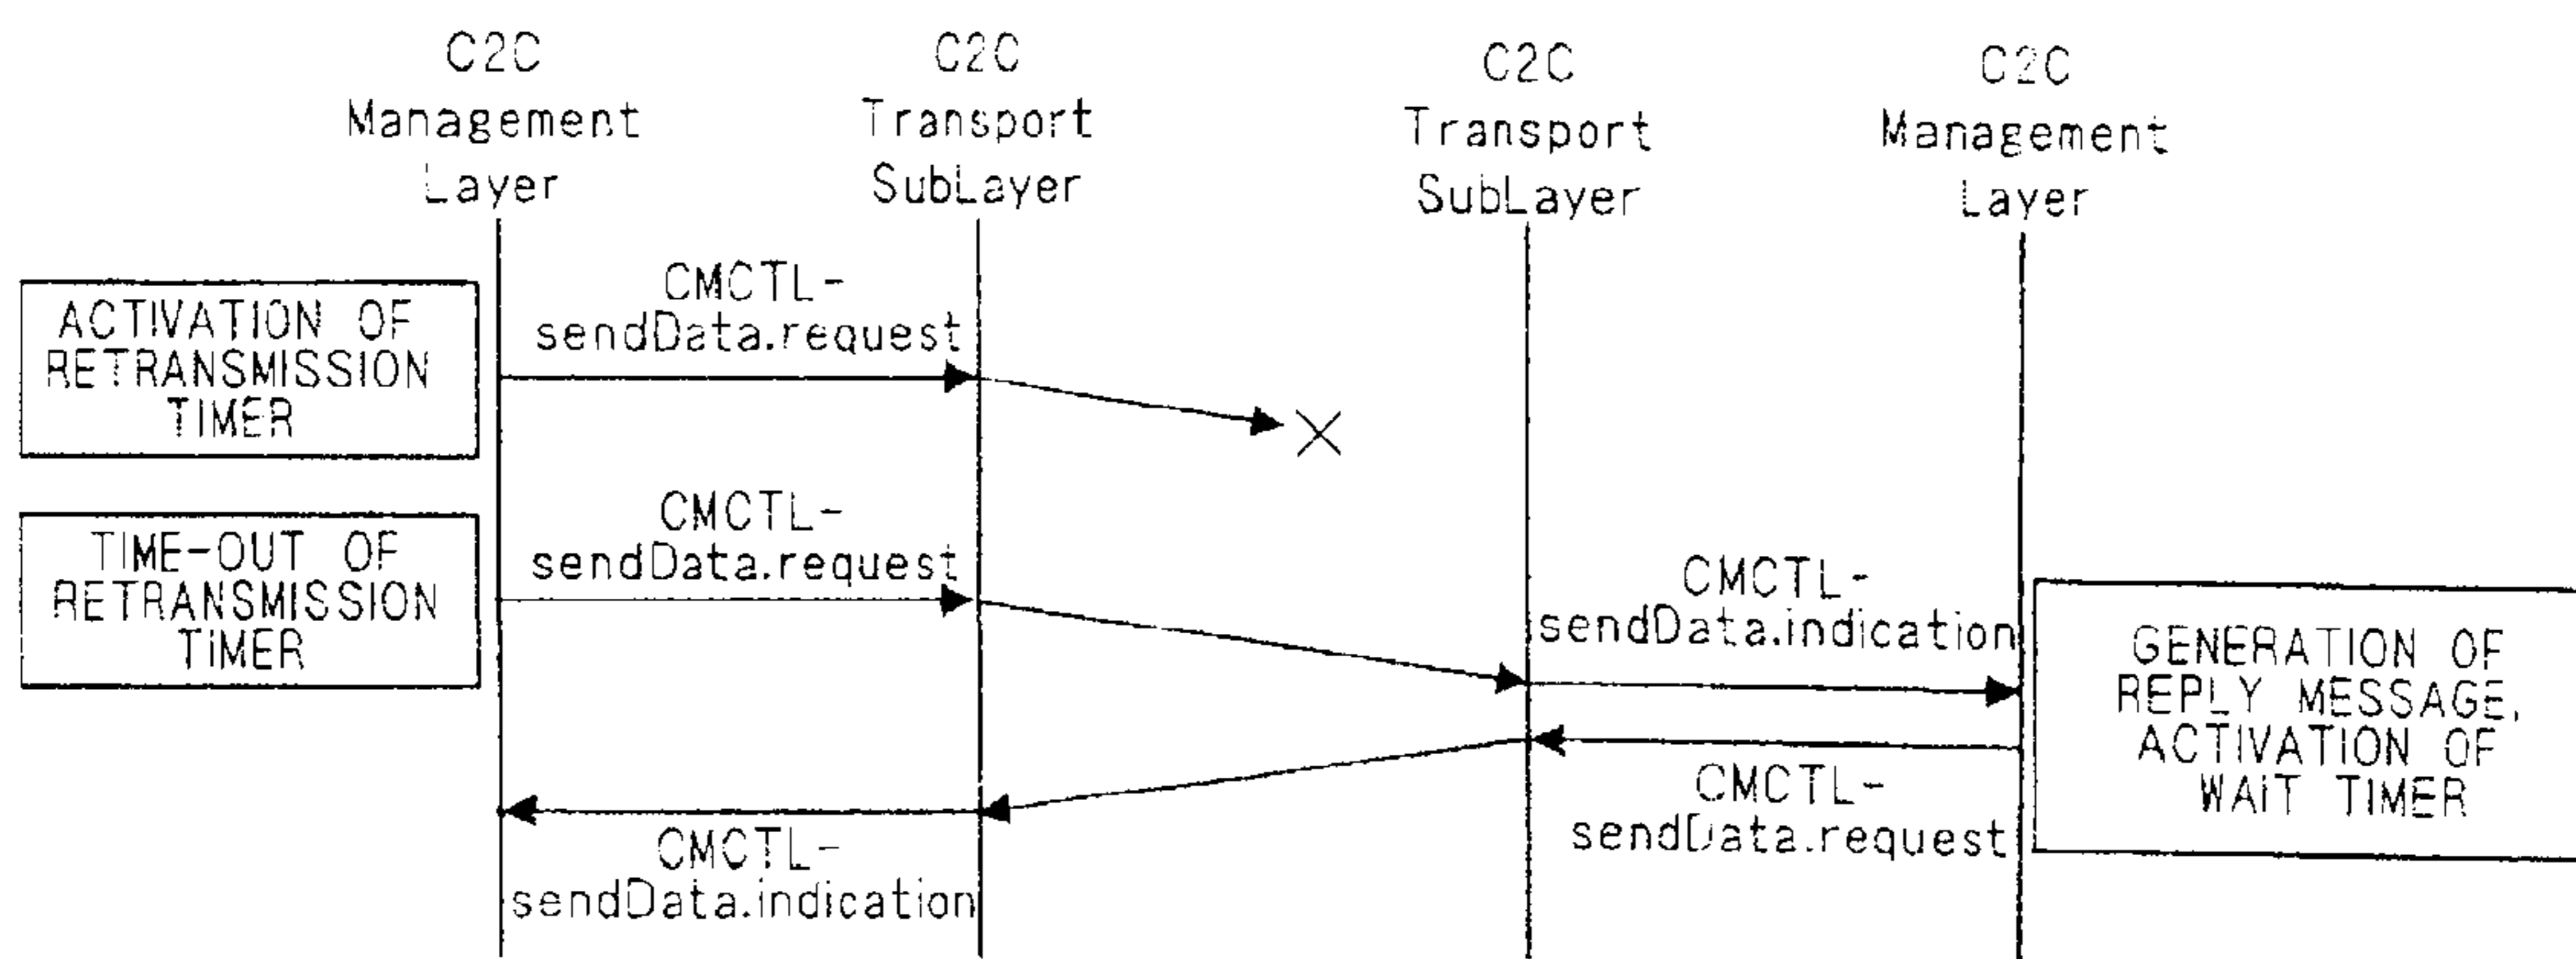 C2C
Management
Layer
C2C
Transport
SubLayer
C2C
Transport
SubLayer
C2C
Management
Layer
ACTIVATION OF
RETRANSMISSION
TIMER
CMCTL-
sendData.request
TIME-OUT OF
RETRANSMISSION
TIMER
CMCTL-
sendData.request
CMCTL-
sendData.indication
GENERATION OF
REPLY MESSAGE,
ACTIVATION OF
WAIT TIMER
CMCTL-
sendData.request
CMCTL-
sendData.indication